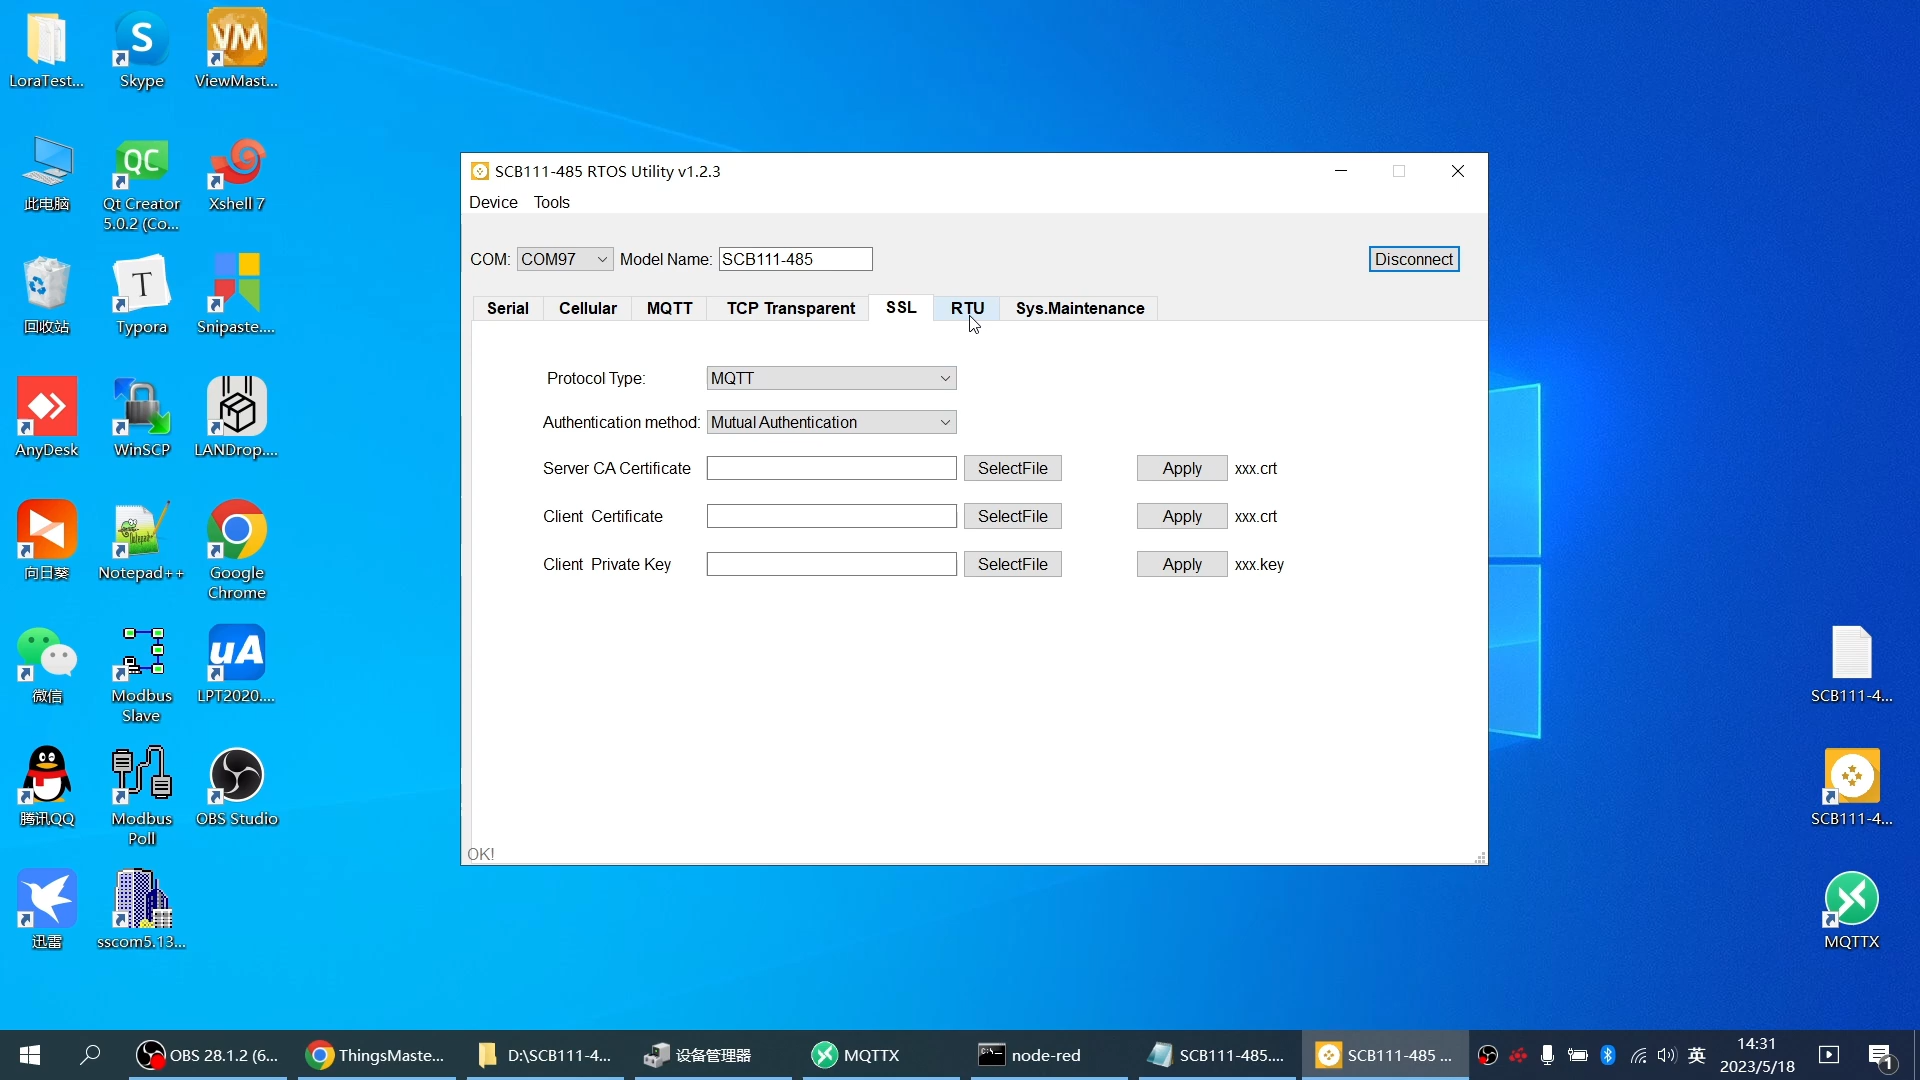 LoraTest...
Skype
ViewMast...
此电脑
Qt Creator
5.0.2 (Co...
Xshell 7
回收站
Typora
Snipaste....
AnyDesk
WinSCP
LANDrop....
向日葵
Notepad++
Google
Chrome
微信
Modbus
Slave
LPT2020....
腾讯QQ
Modbus
Poll
OBS Studio
迅雷
sscom5.13...
SCB111-485 RTOS Utility v1.2.3
Device Tools
COM: COM97 Model Name: SCB111-485 Disconnect
Serial Cellular MQTT TCP Transparent SSL RTU Sys.Maintenance
Protocol Type: MQTT
Authentication method: Mutual Authentication
Server CA Certificate SelectFile Apply xxx.crt
Client Certificate SelectFile Apply xxx.crt
Client Private Key SelectFile Apply xxx.key
OK!
SCB111-4...
SCB111-4...
MQTTX
OBS 28.1.2 (6... ThingsMaste... D:\SCB111-4... 设备管理器 MQTTX node-red SCB111-485.... SCB111-485 ... 英 14:31
2023/5/18
1